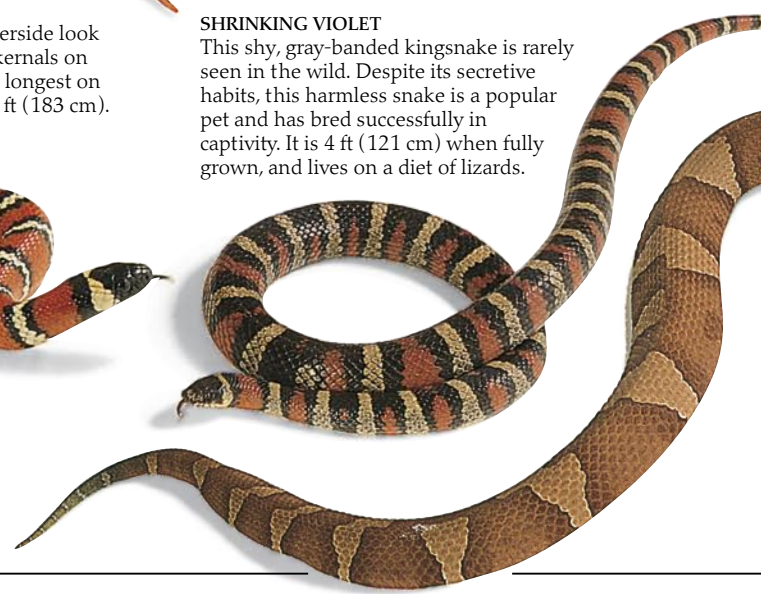 erside look
kernals on
longest on
ft (183 cm).
SHRINKING VIOLET
This shy, gray-banded kingsnake is rarely
seen in the wild. Despite its secretive
habits, this harmless snake is a popular
pet and has bred successfully in
captivity. It is 4 ft (121 cm) when fully
grown, and lives on a diet of lizards.